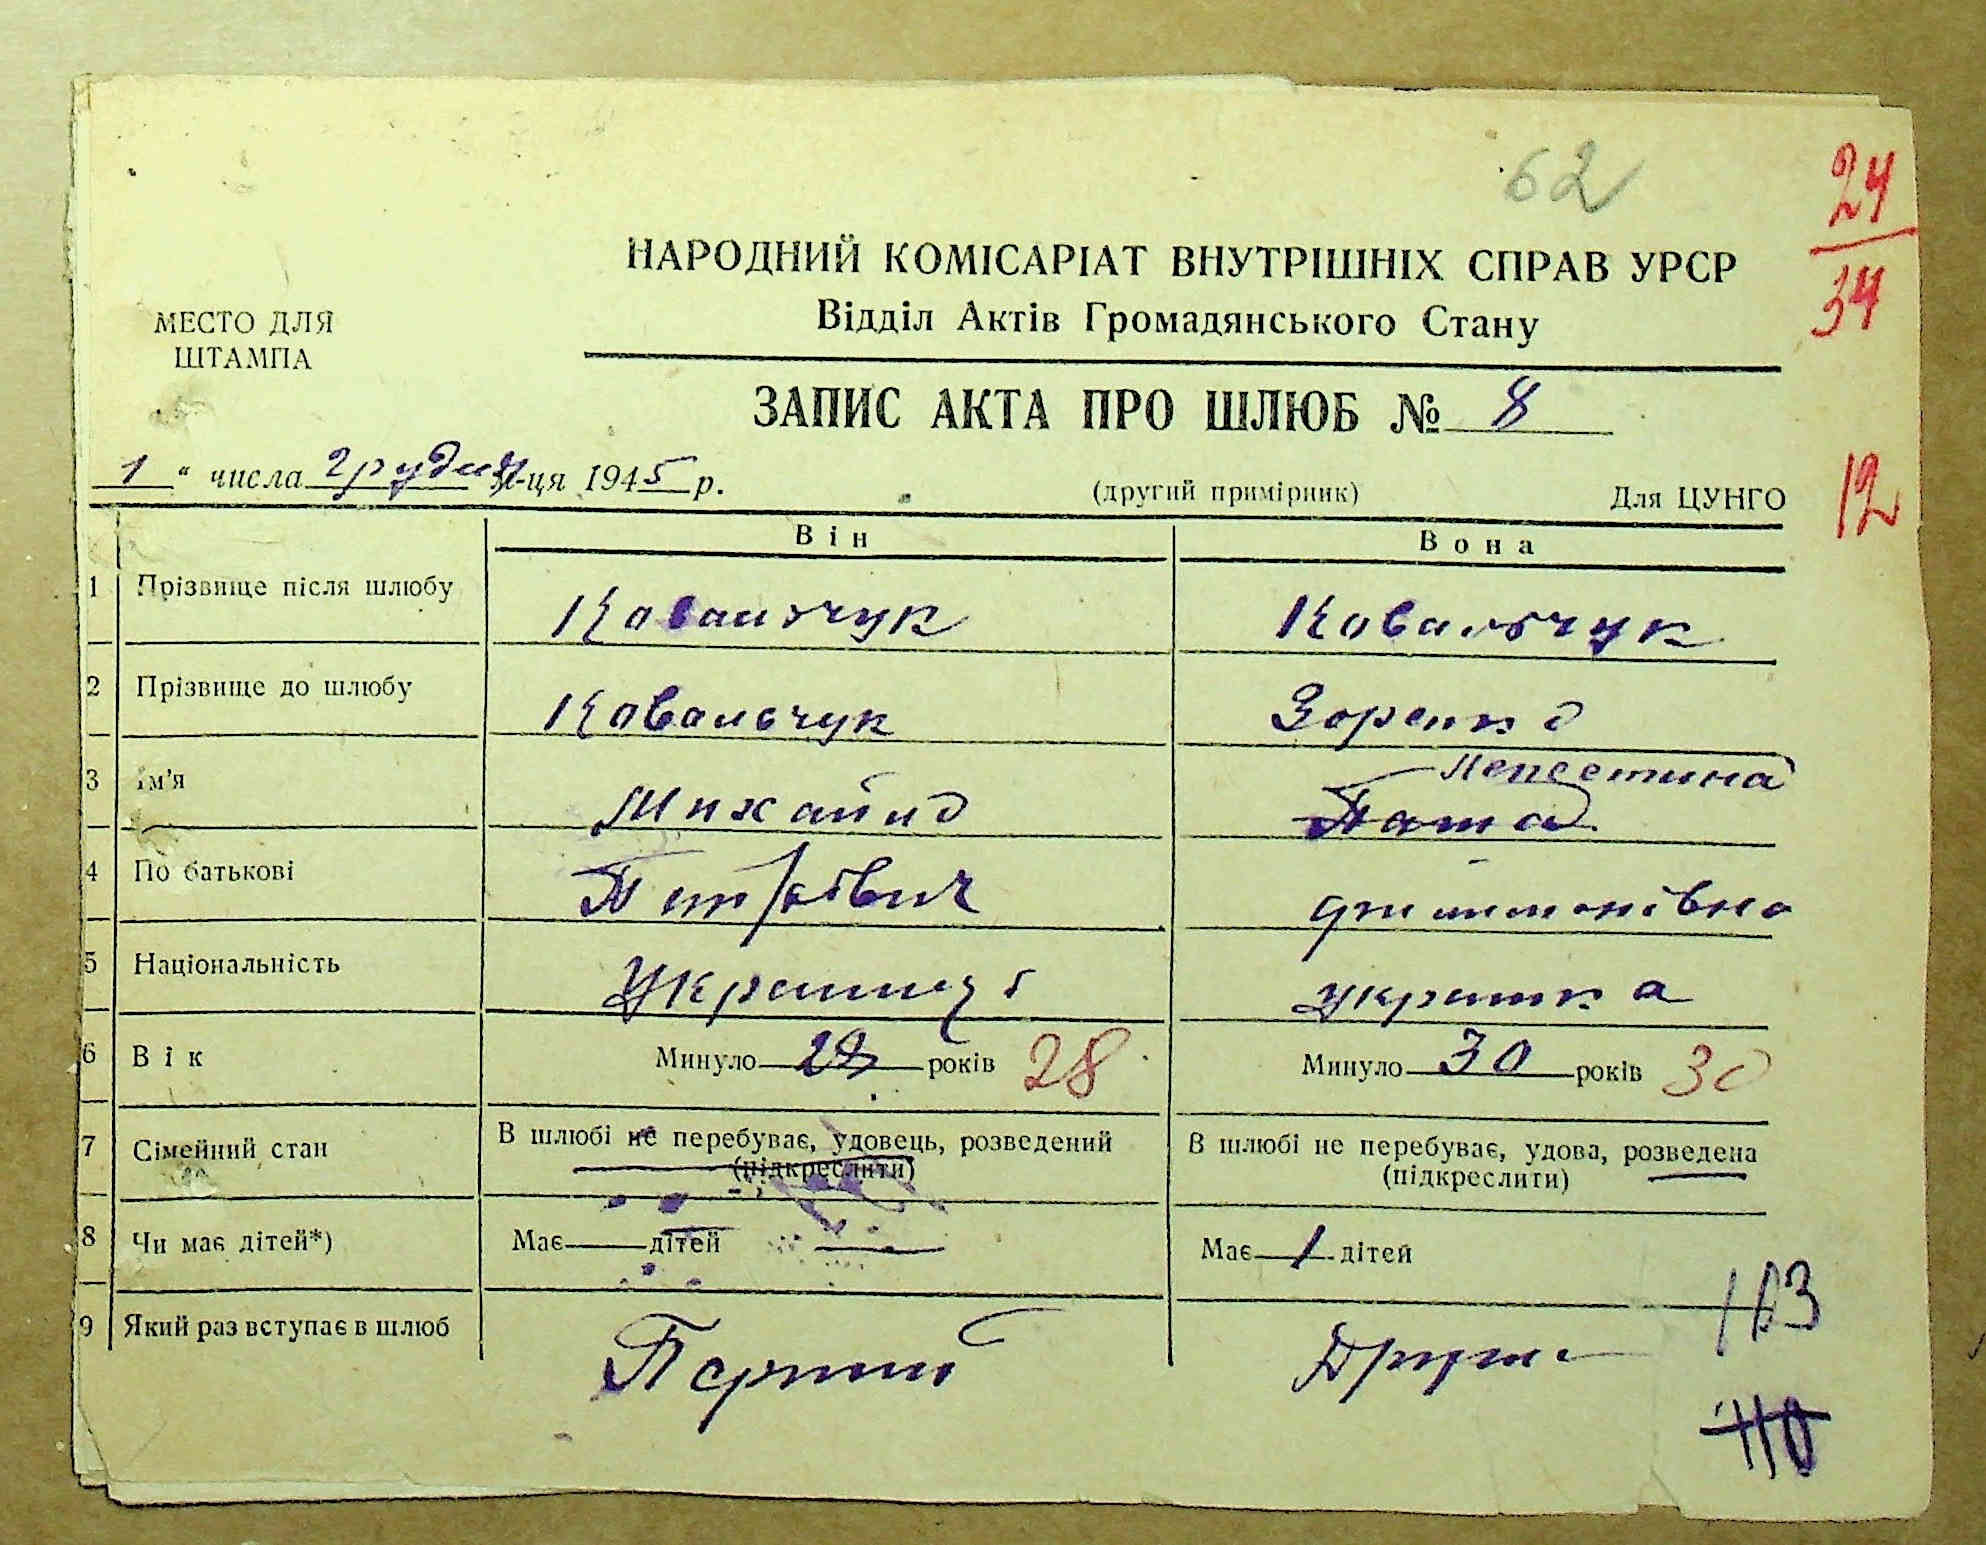 62
24
34
НАРОДНИЙ КОМІСАРІАТ ВНУТРІШНІХ СПРАВ УРСР
Відділ Актів Громадянського Стану
МЕСТО ДЛЯ
ШТАМПА
ЗАПИС АКТА ПРО ШЛЮБ № 8
1 " числа грудня м-ця 1945 р.
(другий примірник) Для ЦУНГО
12
Він Вона
1 Прізвище після шлюбу Ковальчук Ковальчук
2 Прізвище до шлюбу Ковальчук Зоренко
3 Ім'я Михайло
4 По батькові Петрович
5 Національність Українець українка
6 Вік Минуло 28 років 28 Минуло 30 років 30
7 Сімейний стан В шлюбі не перебуває, удовець, розведений В шлюбі не перебуває, удова, розведена
(підкреслити) (підкреслити)
8 Чи має дітей*) Має дітей Має 1 дітей
9 Який раз вступає в шлюб Перший
103
110